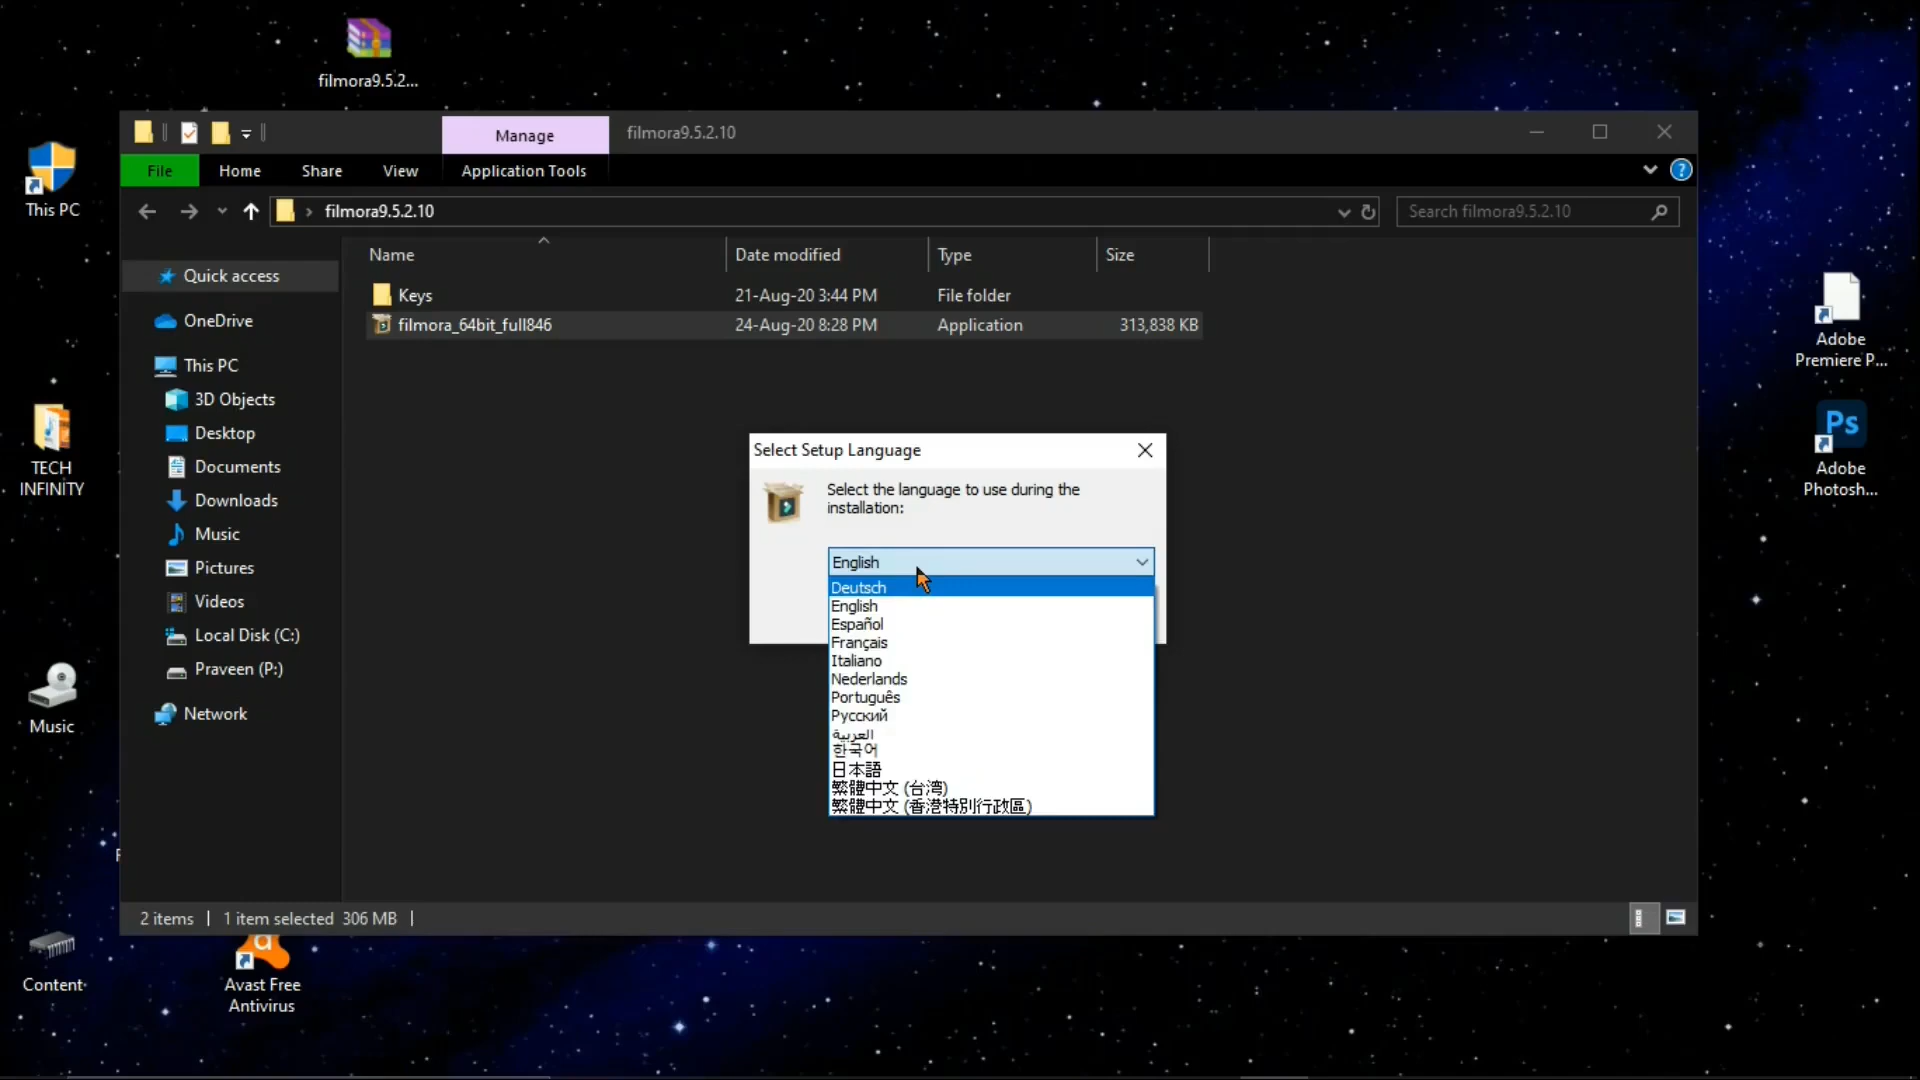 filmora9.5.2...
Manage
filmora9.5.2.10
File
Home
Share
View
Application Tools
filmora9.5.2.10
Search filmora9.5.2.10
Name
Date modified
Type
Size
Keys
21-Aug-20 3:44 PM
File folder
filmora_64bit_full846
24-Aug-20 8:28 PM
Application
313,838 KB
Quick access
OneDrive
This PC
3D Objects
Desktop
Documents
Downloads
Music
Pictures
Videos
Local Disk (C:)
Praveen (P:)
Network
Select Setup Language
Select the language to use during the
installation:
English
Deutsch
English
Español
Français
Italiano
Nederlands
Português
Русский
العربية
한국어
日本語
繁體中文 (台湾)
繁體中文 (香港特別行政區)
2 items
1 item selected 306 MB
This PC
TECH
INFINITY
Music
Content
Avast Free
Antivirus
Adobe
Premiere P...
Ps
Adobe
Photosh...